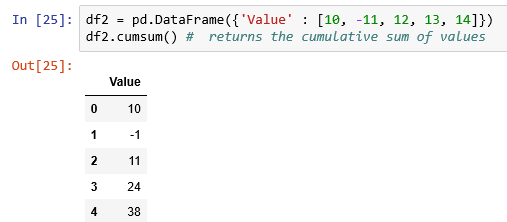 In [25]: df2 = pd.DataFrame({'Value' : [10, -11, 12, 13, 14]})
df2.cumsum() #  returns the cumulative sum of values
Out[25]:
Value
0 10
1 -1
2 11
3 24
4 38